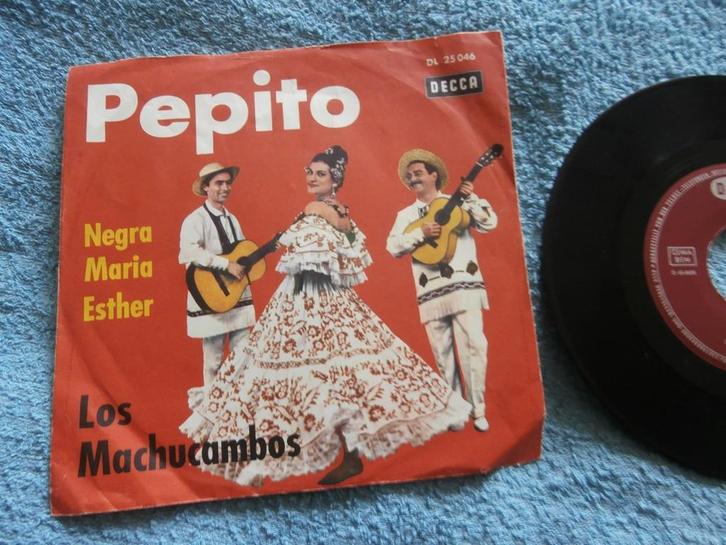 DL 25 046
DECCA
Pepito
Negra
Maria
Esther
Los
Machucambos